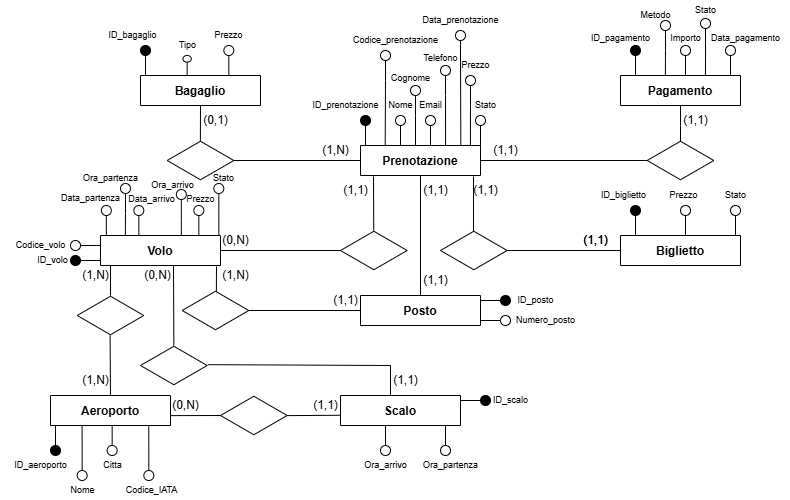 Data_prenotazione
Stato
Metodo
ID_bagaglio
Tipo
Prezzo
Codice_prenotazione
Telefono
Prezzo
Cognome
ID_pagamento
Importo
Data_pagamento
Bagaglio
ID_prenotazione
Nome
Email
Stato
Pagamento
(0,1)
(1,1)
(1,N)
Prenotazione
(1,1)
Ora_partenza
Ora_arrivo
Stato
(1,1)
(1,1)
(1,1)
ID_biglietto
Prezzo
Stato
Data_partenza
Data_arrivo
Prezzo
Codice_volo
Volo
(0,N)
(1,1)
Biglietto
ID_volo
(1,N)
(0,N)
(1,N)
(1,1)
(1,1)
Posto
ID_posto
Numero_posto
(1,N)
(1,1)
Aeroporto
(0,N)
(1,1)
Scalo
ID_scalo
ID_aeroporto
Citta
Ora_arrivo
Ora_partenza
Nome
Codice_IATA